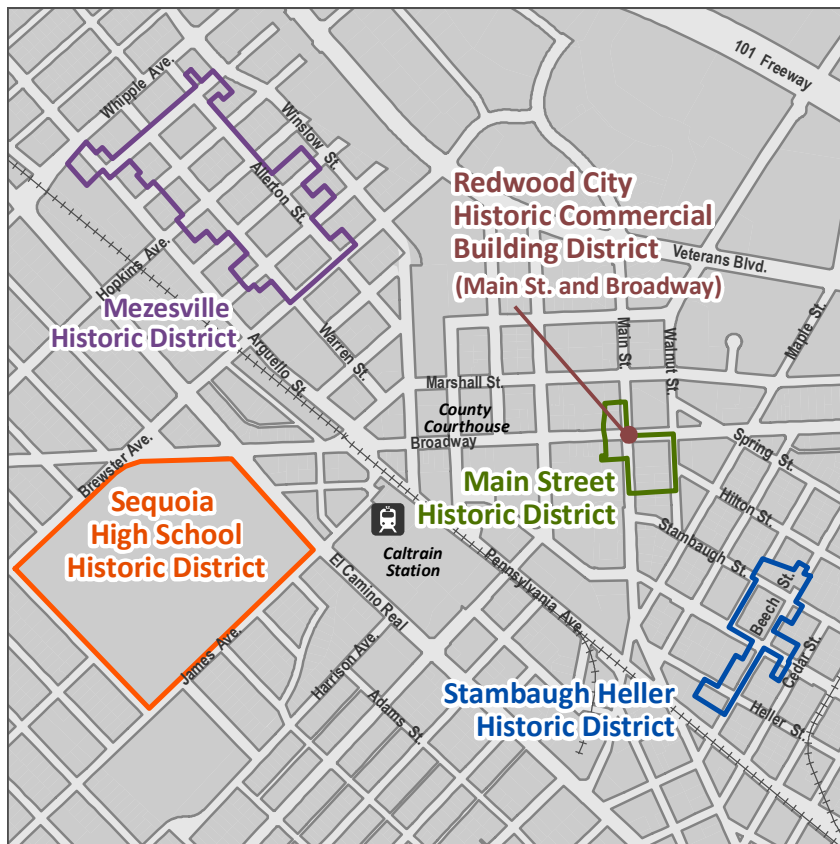 101 Freeway
Whipple Ave.
Winslow St.
Allerton St.
Redwood City
Historic Commercial
Building District
(Main St. and Broadway)
Veterans Blvd.
Hopkins Ave.
Mezesville
Historic District
Warren St.
Arguello St.
Main St.
Walnut St.
Maple St.
Marshall St.
County
Courthouse
Broadway
Brewster Ave.
Spring St.
Main Street
Historic District
Hilton St.
Sequoia
High School
Historic District
Caltrain
Station
Stambaugh St.
Pennsylvania Ave.
El Camino Real
Beech St.
Cedar St.
James Ave.
Harrison Ave.
Adams St.
Stambaugh Heller
Historic District
Heller St.